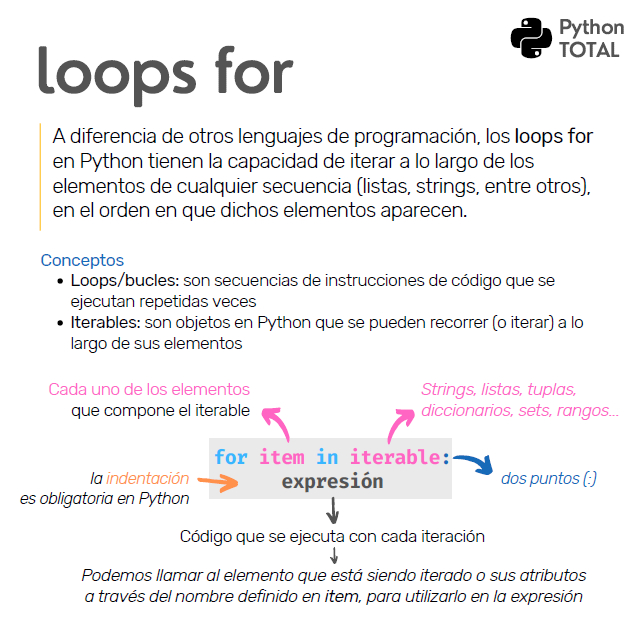 Python
TOTAL
loops for
A diferencia de otros lenguajes de programación, los loops for
en Python tienen la capacidad de iterar a lo largo de los
elementos de cualquier secuencia (listas, strings, entre otros),
en el orden en que dichos elementos aparecen.
Conceptos
• Loops/bucles: son secuencias de instrucciones de código que se
ejecutan repetidas veces
• Iterables: son objetos en Python que se pueden recorrer (o iterar) a lo
largo de sus elementos
Cada uno de los elementos
que compone el iterable
Strings, listas, tuplas,
diccionarios, sets, rangos...
for item in iterable:
expresión
la indentación
es obligatoria en Python
dos puntos (:)
Código que se ejecuta con cada iteración
Podemos llamar al elemento que está siendo iterado o sus atributos
a través del nombre definido en item, para utilizarlo en la expresión